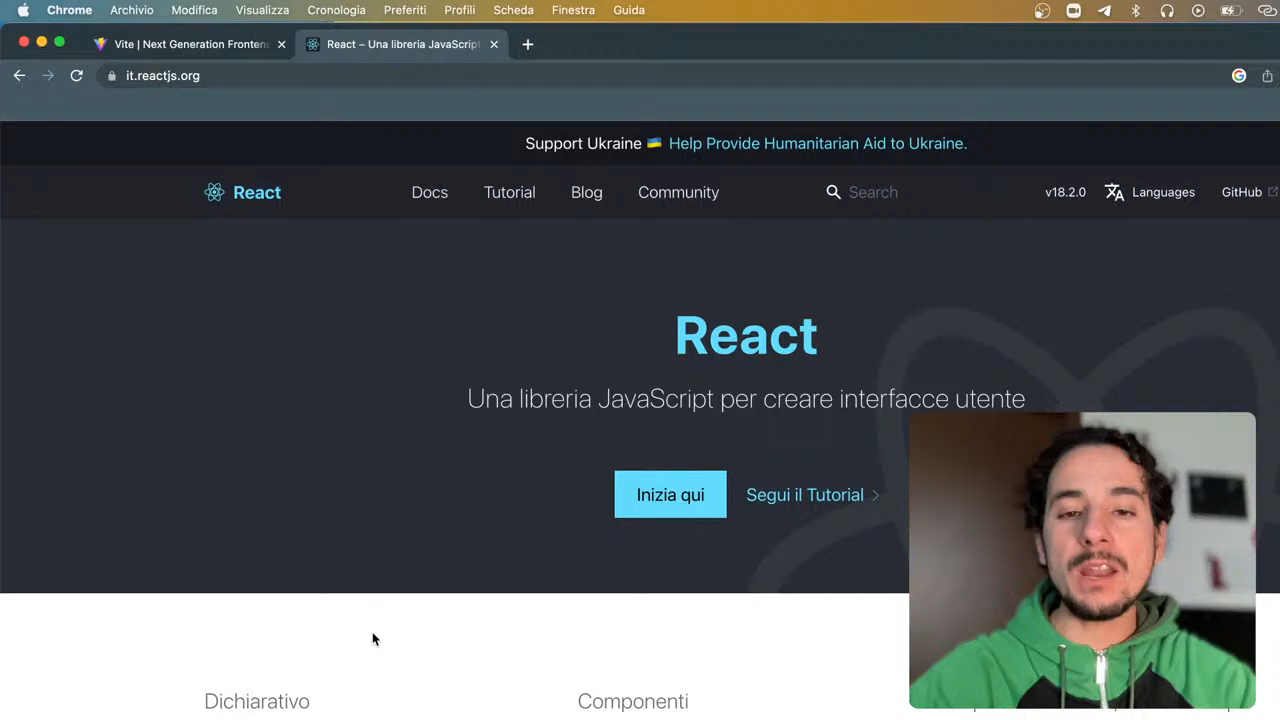 Chrome Archivio Modifica Visualizza Cronologia Preferiti Profili Scheda Finestra Guida
Vite | Next Generation Frontend
React – Una libreria JavaScript
it.reactjs.org
Support Ukraine 🇺🇦 Help Provide Humanitarian Aid to Ukraine.
React Docs Tutorial Blog Community Search v18.2.0 Languages GitHub
React
Una libreria JavaScript per creare interfacce utente
Inizia qui Segui il Tutorial
Dichiarativo Componenti